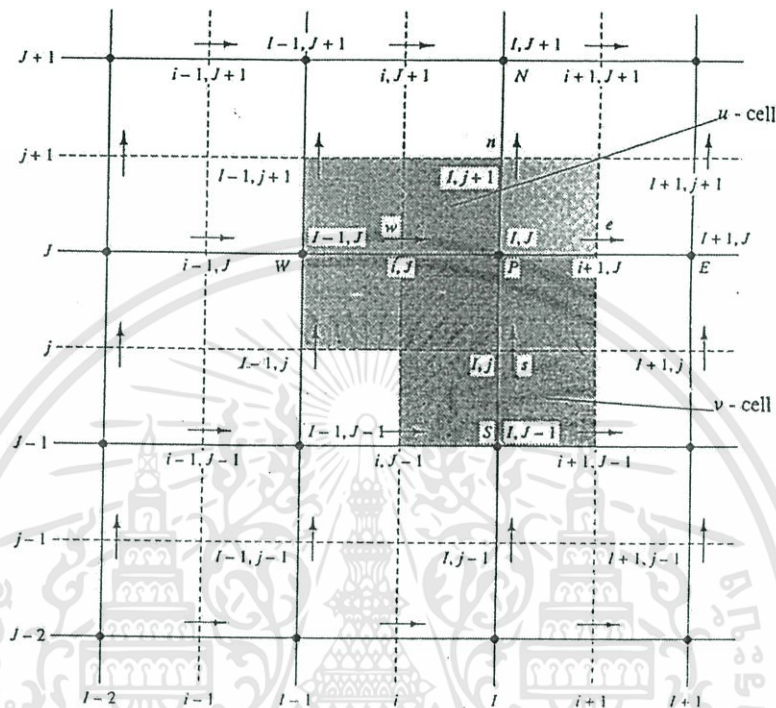 I-1, J+1
I, J+1
J+1
i-1, J+1
i, J+1
N
i+1, J+1
u - cell
n
j+1
I-1, j+1
I, j+1
I+1, j+1
w
e
I-1, J
I, J
I+1, J
J
i-1, J
W
i, J
P
i+1, J
E
j
I-1, j
I, j
s
I+1, j
v - cell
I-1, J-1
S
I, J-1
J-1
i-1, J-1
i, J-1
i+1, J-1
j-1
I-1, j-1
I, j-1
I+1, j-1
J-2
I-2
i-1
I-1
i
I
i+1
I+1